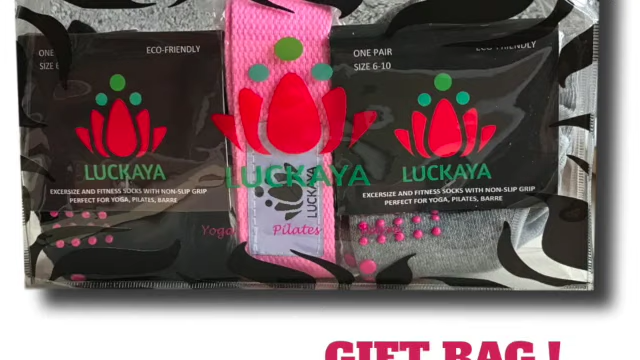 ONE
ECO-FRIENDLY
SIZE
LUCKAYA
EXCERSIZE AND FITNESS SOCKS WITH NON-SLIP GRIP
PERFECT FOR YOGA, PILATES, BARRE
LUCKAYA
LUCKAYA
Yoga
Pilates
ONE PAIR
ECO-FRIENDLY
SIZE 6-10
LUCKAYA
EXCERSIZE AND FITNESS SOCKS WITH NON-SLIP GRIP
PERFECT FOR YOGA, PILATES, BARRE
GIFT BAG !